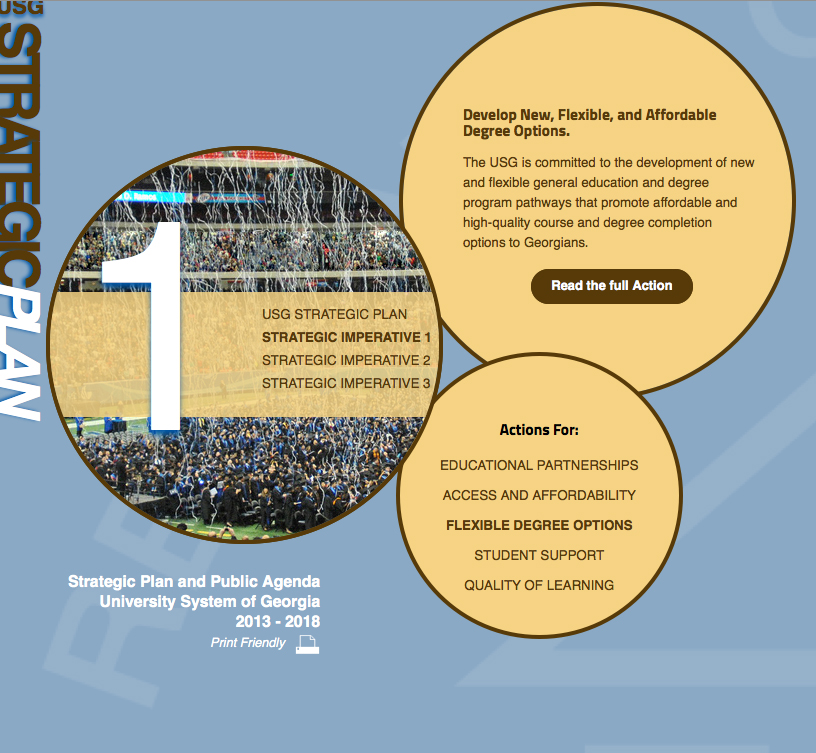 USG
STRATEGIC
PLAN
Develop New, Flexible, and Affordable
Degree Options.
The USG is committed to the development of new
and flexible general education and degree
program pathways that promote affordable and
high-quality course and degree completion
options to Georgians.
Read the full Action
1
USG STRATEGIC PLAN
STRATEGIC IMPERATIVE 1
STRATEGIC IMPERATIVE 2
STRATEGIC IMPERATIVE 3
Actions For:
EDUCATIONAL PARTNERSHIPS
ACCESS AND AFFORDABILITY
FLEXIBLE DEGREE OPTIONS
STUDENT SUPPORT
QUALITY OF LEARNING
Strategic Plan and Public Agenda
University System of Georgia
2013 - 2018
Print Friendly